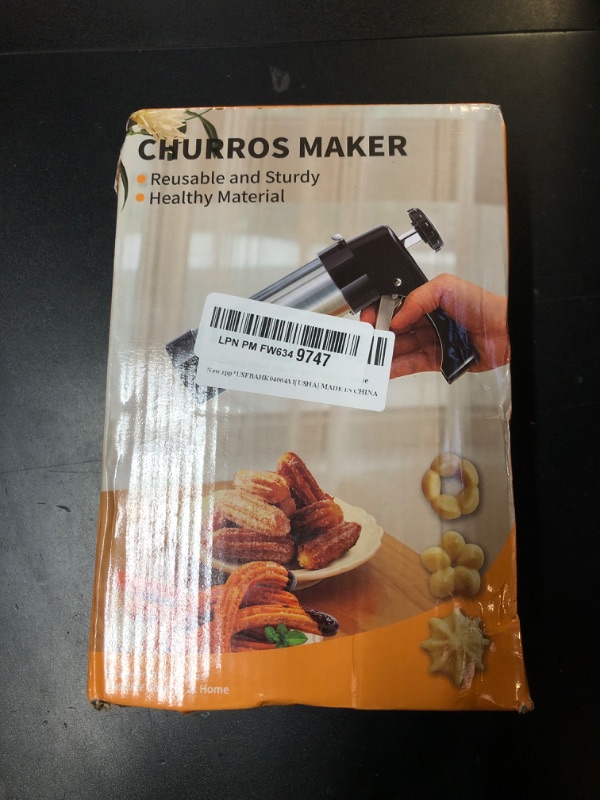 CHURROS MAKER
Reusable and Sturdy
Healthy Material
LPN PM FW634 9747
MADE IN CHINA
Home